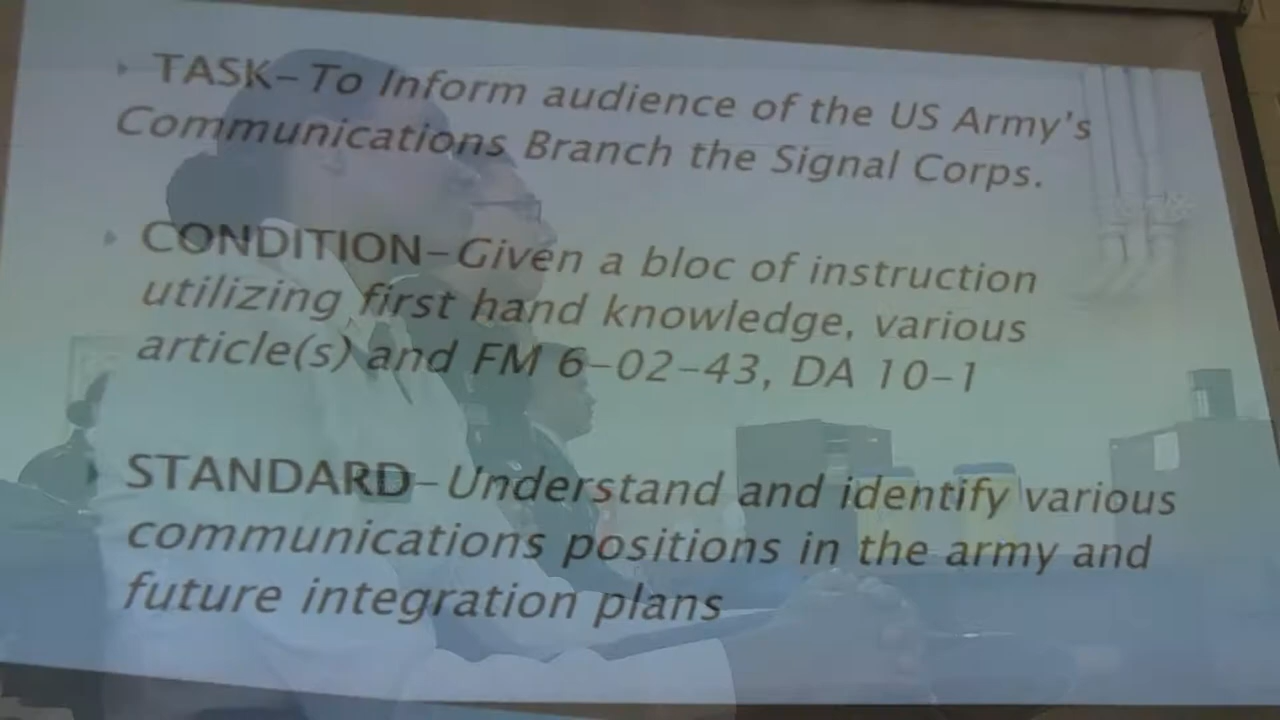 TASK-To Inform audience of the US Army's
Communications Branch the Signal Corps.
CONDITION-Given a bloc of instruction
utilizing first hand knowledge, various
article(s) and FM 6-02-43, DA 10-1
STANDARD-Understand and identify various
communications positions in the army and
future integration plans